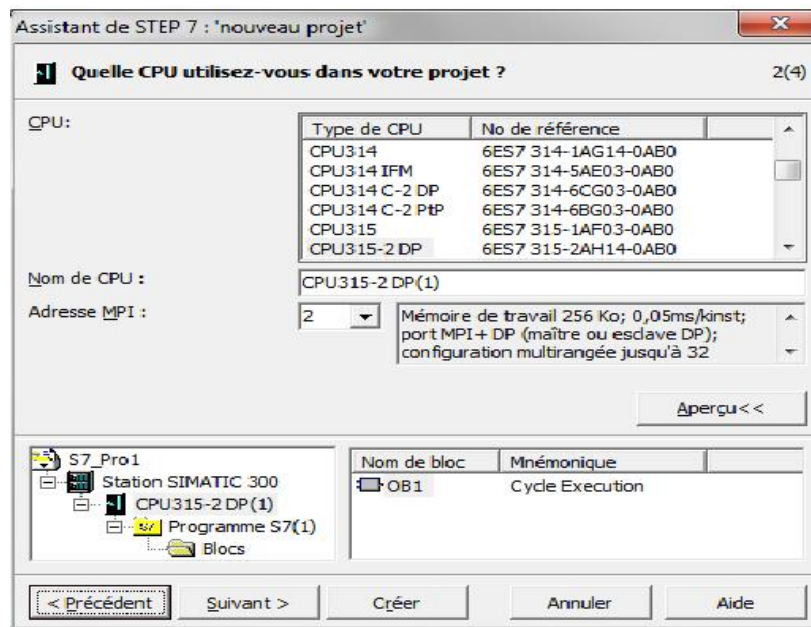 Assistant de STEP 7 : 'nouveau projet'
Quelle CPU utilisez-vous dans votre projet ? 2(4)
CPU:
Type de CPU No de référence
CPU314 6ES7 314-1AG14-0AB0
CPU314 IFM 6ES7 314-5AE03-0AB0
CPU314 C-2 DP 6ES7 314-6CG03-0AB0
CPU314 C-2 PtP 6ES7 314-6BG03-0AB0
CPU315 6ES7 315-1AF03-0AB0
CPU315-2 DP 6ES7 315-2AH14-0AB0
Nom de CPU : CPU315-2 DP(1)
Adresse MPI : 2
Mémoire de travail 256 Ko; 0,05ms/kinst;
port MPI+ DP (maître ou esclave DP);
configuration multirangée jusqu'à 32
Aperçu<<
S7_Pro1
Station SIMATIC 300
CPU315-2 DP(1)
Programme S7(1)
Blocs
Nom de bloc Mnémonique
OB1 Cycle Execution
< Précédent Suivant > Créer Annuler Aide